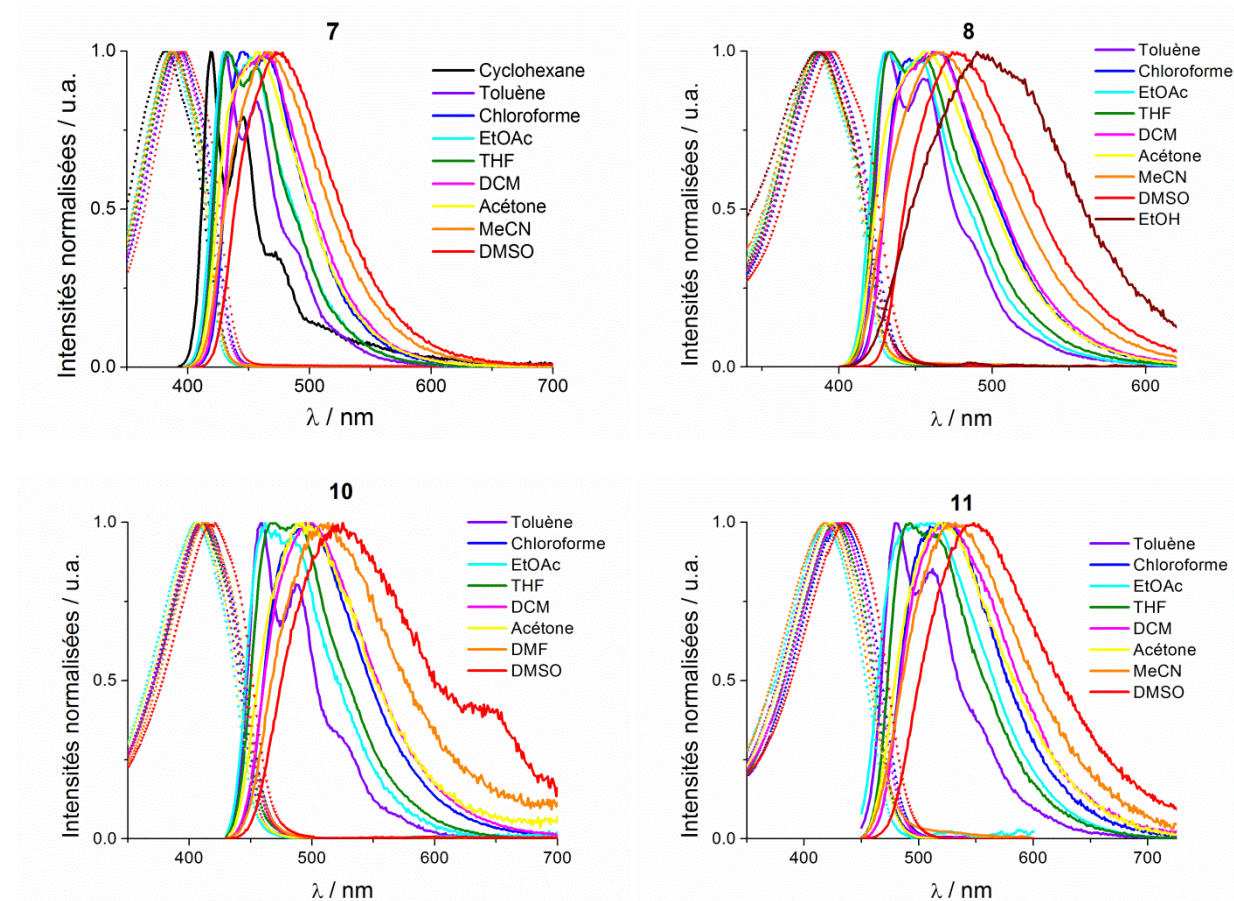 7
1.0
0.5
0.0
400
500
600
700
Intensités normalisées / u.a.
λ / nm
Cyclohexane
Toluène
Chloroforme
EtOAc
THF
DCM
Acétone
MeCN
DMSO
8
1.0
0.5
0.0
400
500
600
Intensités normalisées / u.a.
λ / nm
Toluène
Chloroforme
EtOAc
THF
DCM
Acétone
MeCN
DMSO
EtOH
10
1.0
0.5
0.0
400
500
600
700
Intensités normalisées / u.a.
λ / nm
Toluène
Chloroforme
EtOAc
THF
DCM
Acétone
DMF
DMSO
11
1.0
0.5
0.0
400
500
600
700
Intensités normalisées / u.a.
λ / nm
Toluène
Chloroforme
EtOAc
THF
DCM
Acétone
MeCN
DMSO